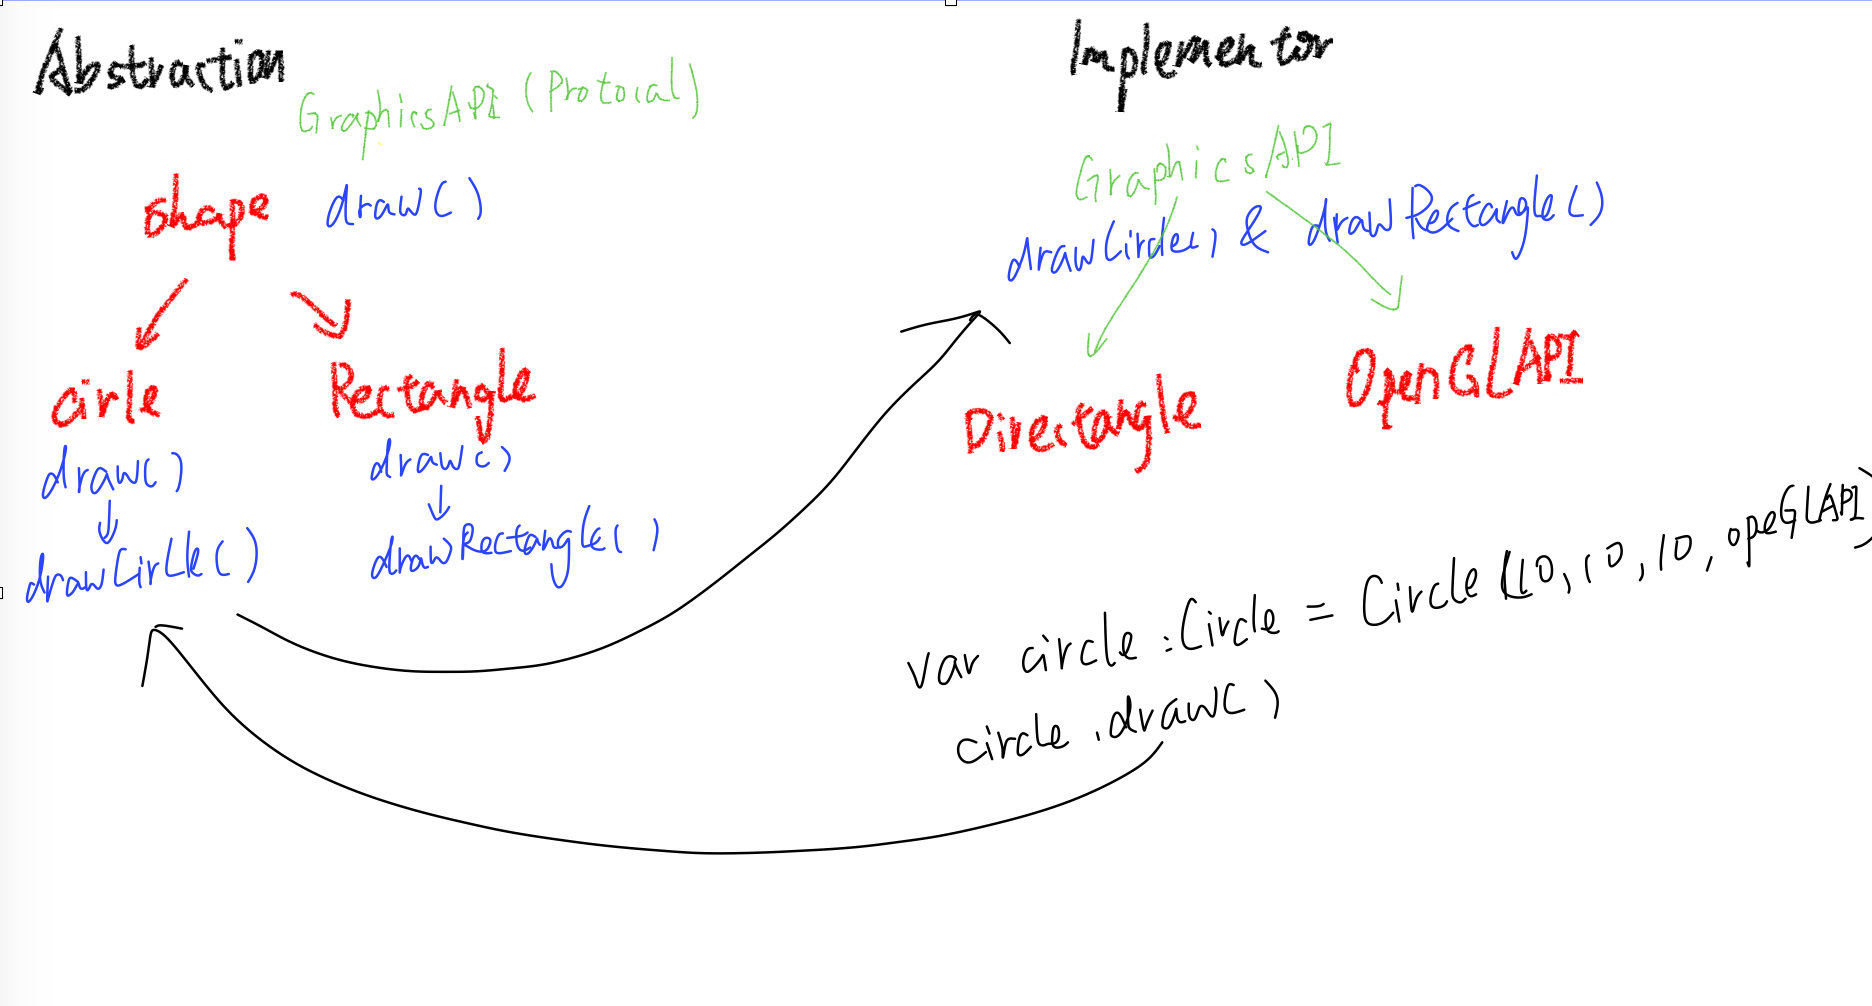 Abstraction
GraphicsAPI (Protocal)
shape draw()
cirle
Rectangle
draw()
draw()
drawCirlle()
drawRectangle()
Implementor
GraphicsAPI
drawCircle() & drawRectangle()
Directangle
OpenGLAPI
var circle :Circle = Circle (10, 10, 10, opeGLAPI)
circle .draw()